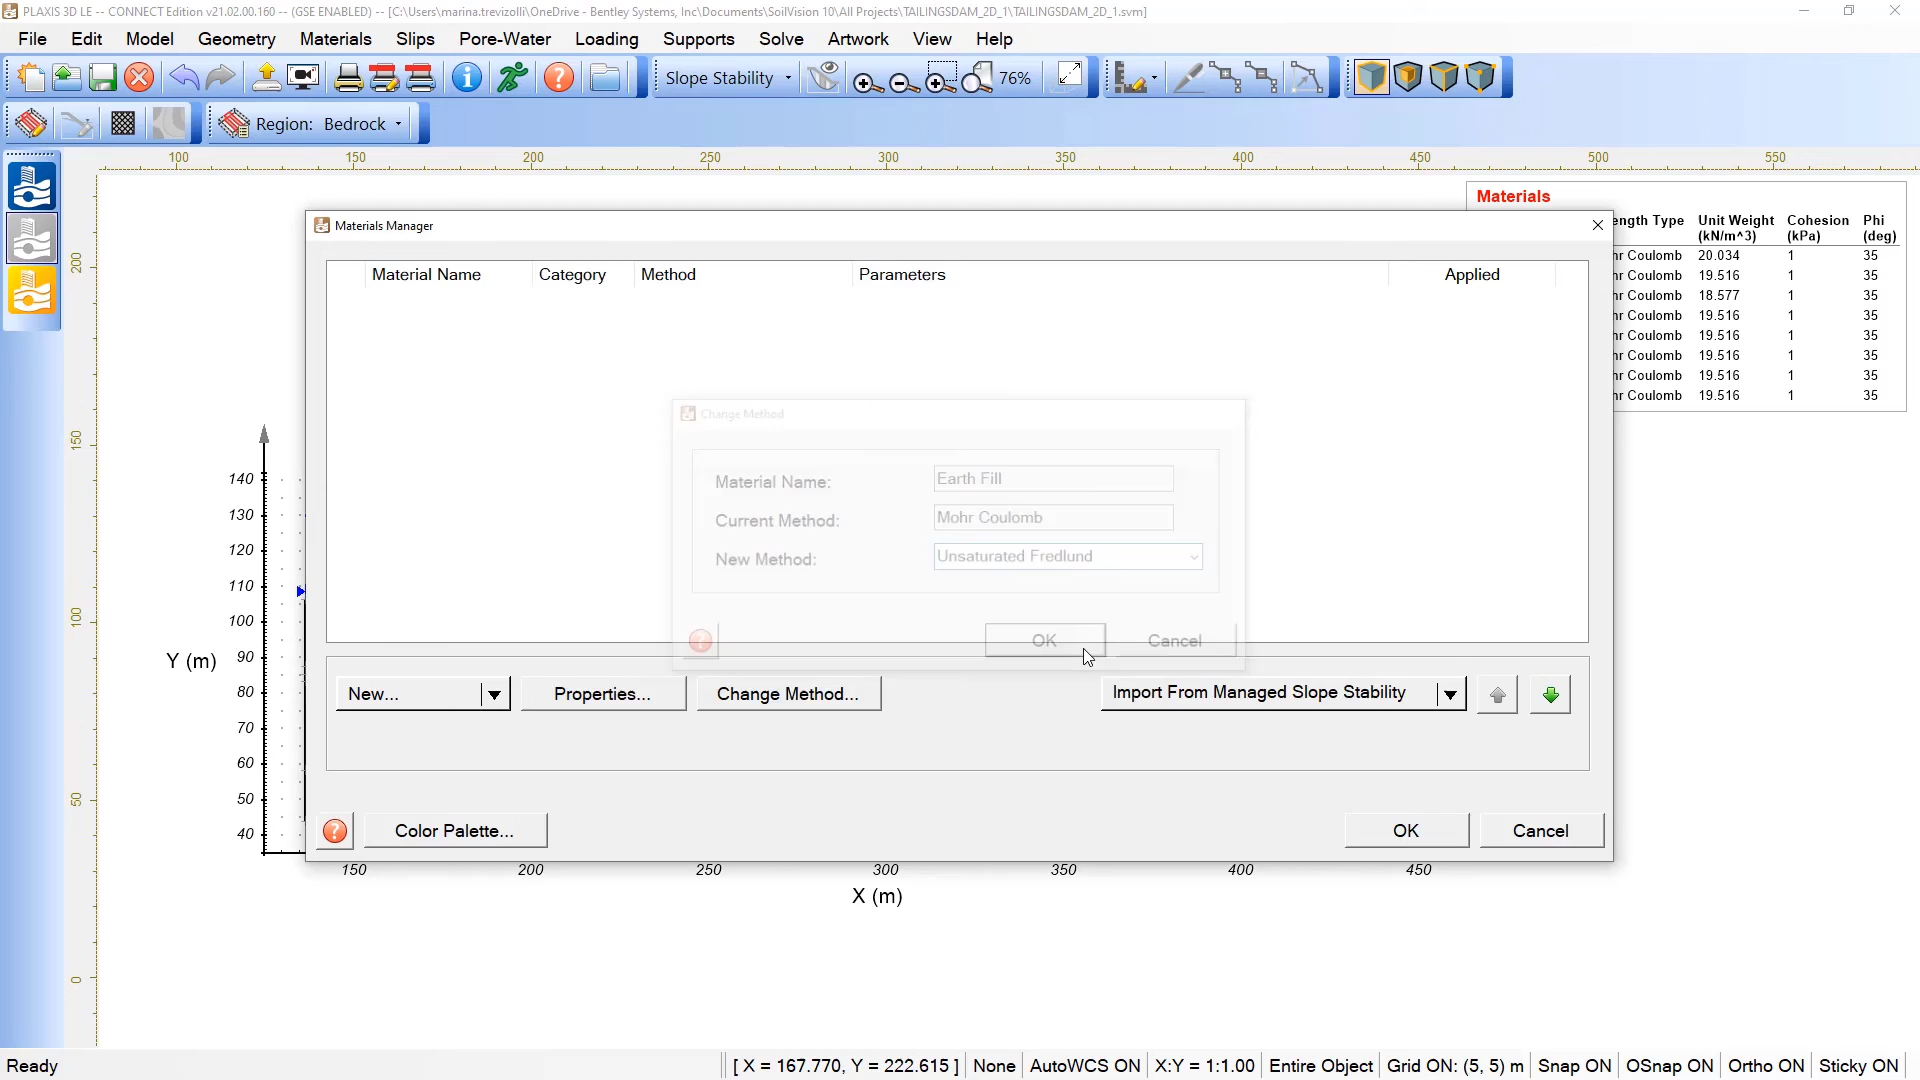 PLAXIS 3D LE -- CONNECT Edition v21.02.00.160 -- (GSE ENABLED) -- [C:\Users\marina.trevizolli\OneDrive - Bentley Systems, Inc\Documents\SoilVision 10\All Projects\TAILINGSDAM_2D_1\TAILINGSDAM_2D_1.svm]
File Edit Model Geometry Materials Slips Pore-Water Loading Supports Solve Artwork View Help
Slope Stability 76%
Region: Bedrock
100 150 200 250 300 350 400 450 500 550
Materials
ength Type Unit Weight Cohesion Phi
(kN/m^3) (kPa) (deg)
hr Coulomb 20.034 1 35
hr Coulomb 19.516 1 35
hr Coulomb 18.577 1 35
hr Coulomb 19.516 1 35
hr Coulomb 19.516 1 35
hr Coulomb 19.516 1 35
hr Coulomb 19.516 1 35
hr Coulomb 19.516 1 35
Materials Manager
Material Name Category Method Parameters Applied
Change Method
Material Name: Earth Fill
Current Method: Mohr Coulomb
New Method: Unsaturated Fredlund
OK Cancel
New... Properties... Change Method... Import From Managed Slope Stability
Color Palette... OK Cancel
200
150
100
50
0
140
130
120
110
100
Y (m) 90
80
70
60
50
40
150 200 250 300 350 400 450
X (m)
Ready [ X = 167.770, Y = 222.615 ] None AutoWCS ON X:Y = 1:1.00 Entire Object Grid ON: (5, 5) m Snap ON OSnap ON Ortho ON Sticky ON